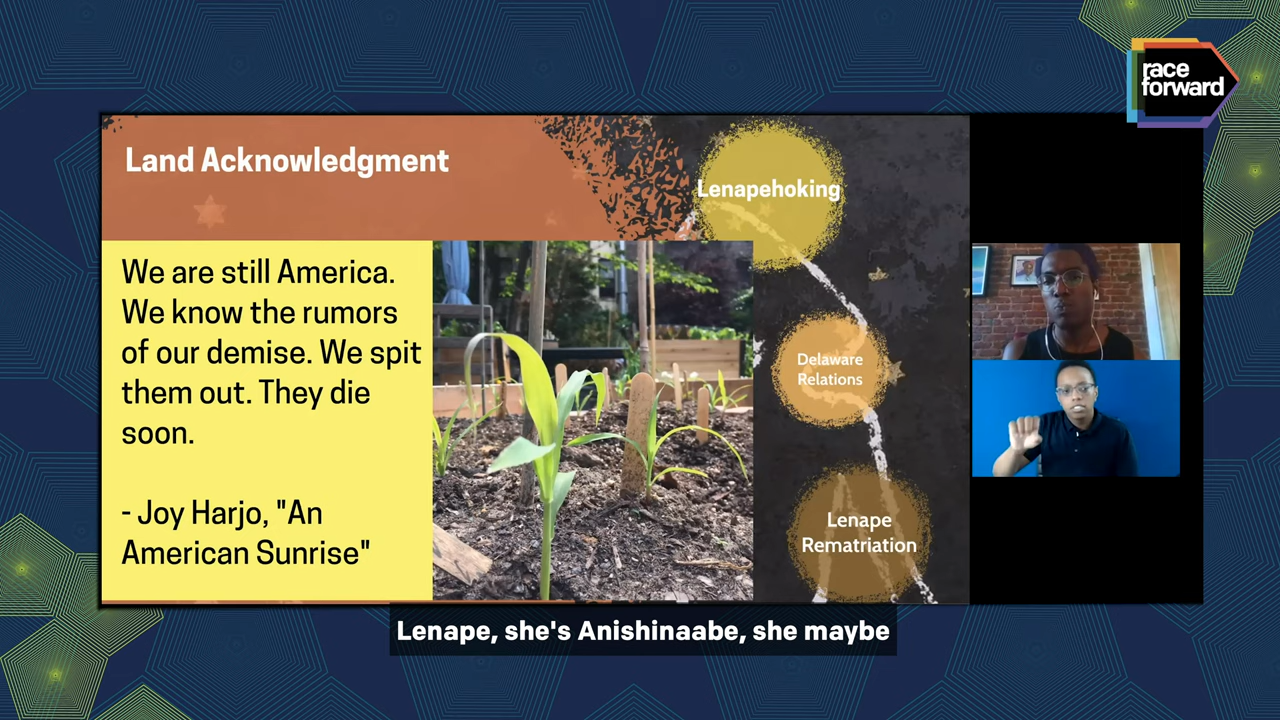 race
forward
Land Acknowledgment
Lenapehoking
We are still America.
We know the rumors
of our demise. We spit
them out. They die
soon.
- Joy Harjo, "An
American Sunrise"
Delaware
Relations
Lenape
Rematriation
Lenape, she's Anishinaabe, she maybe